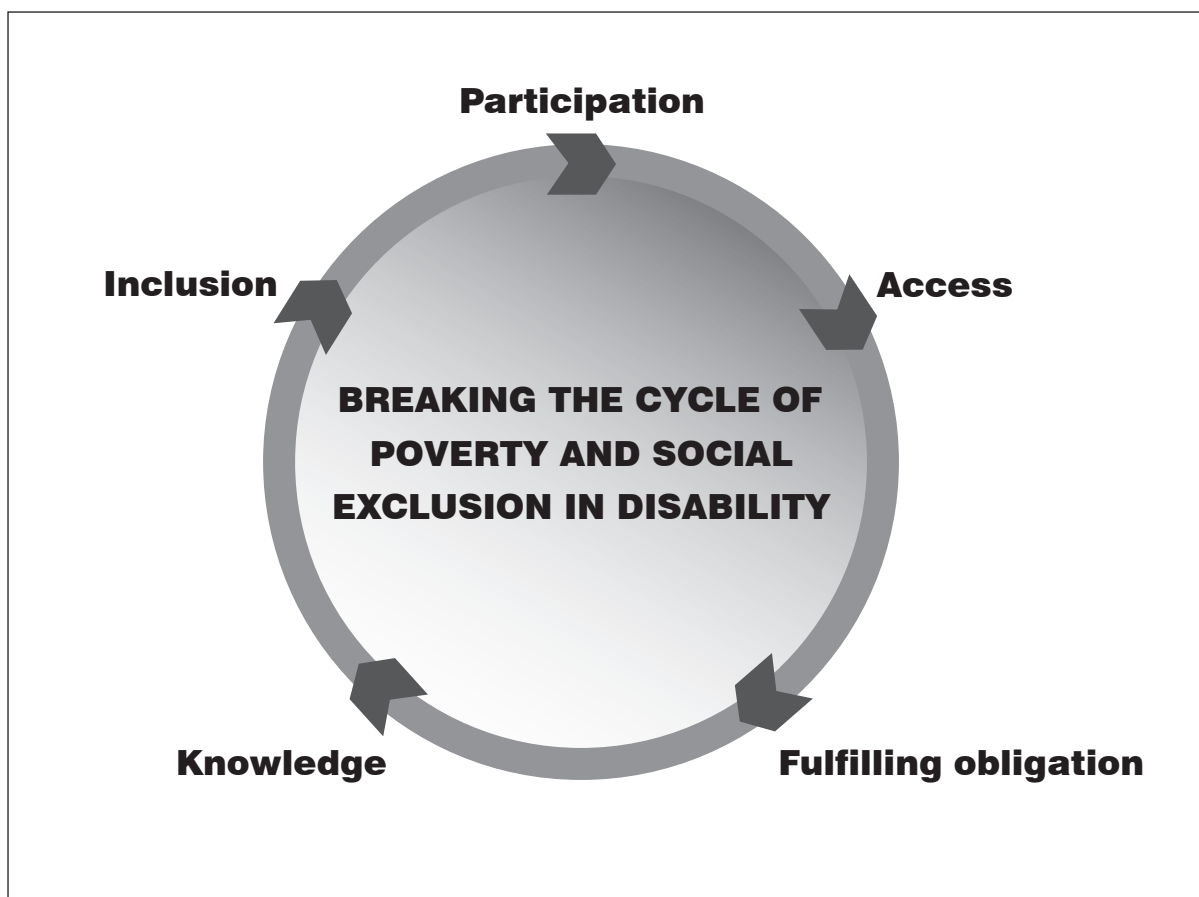 Participation
Inclusion
Access
BREAKING THE CYCLE OF
POVERTY AND SOCIAL
EXCLUSION IN DISABILITY
Knowledge
Fulfilling obligation